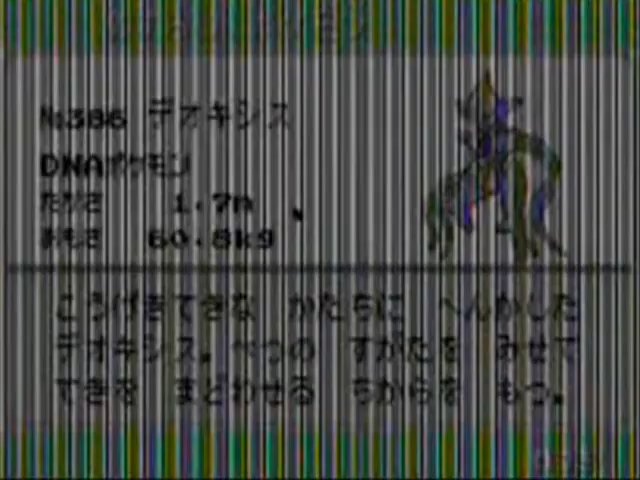 №386 デオキシス
DNAポケモン
たかさ 1.7m
おもさ 60.8kg
こうげきてきな かたちに へんかした
デオキシス。べつの すがたを みせて
てきを まどわせる ちからを もつ。